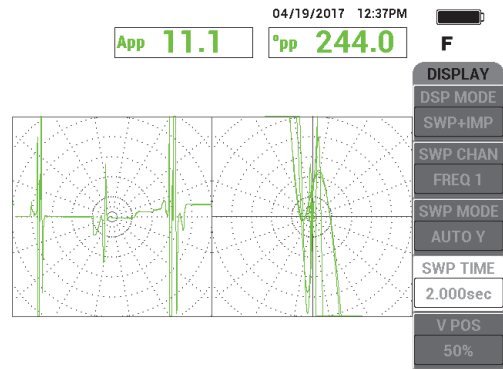 04/19/2017 12:37PM
App 11.1
°pp 244.0
F
DISPLAY
DSP MODE
SWP+IMP
SWP CHAN
FREQ 1
SWP MODE
AUTO Y
SWP TIME
2.000sec
V POS
50%